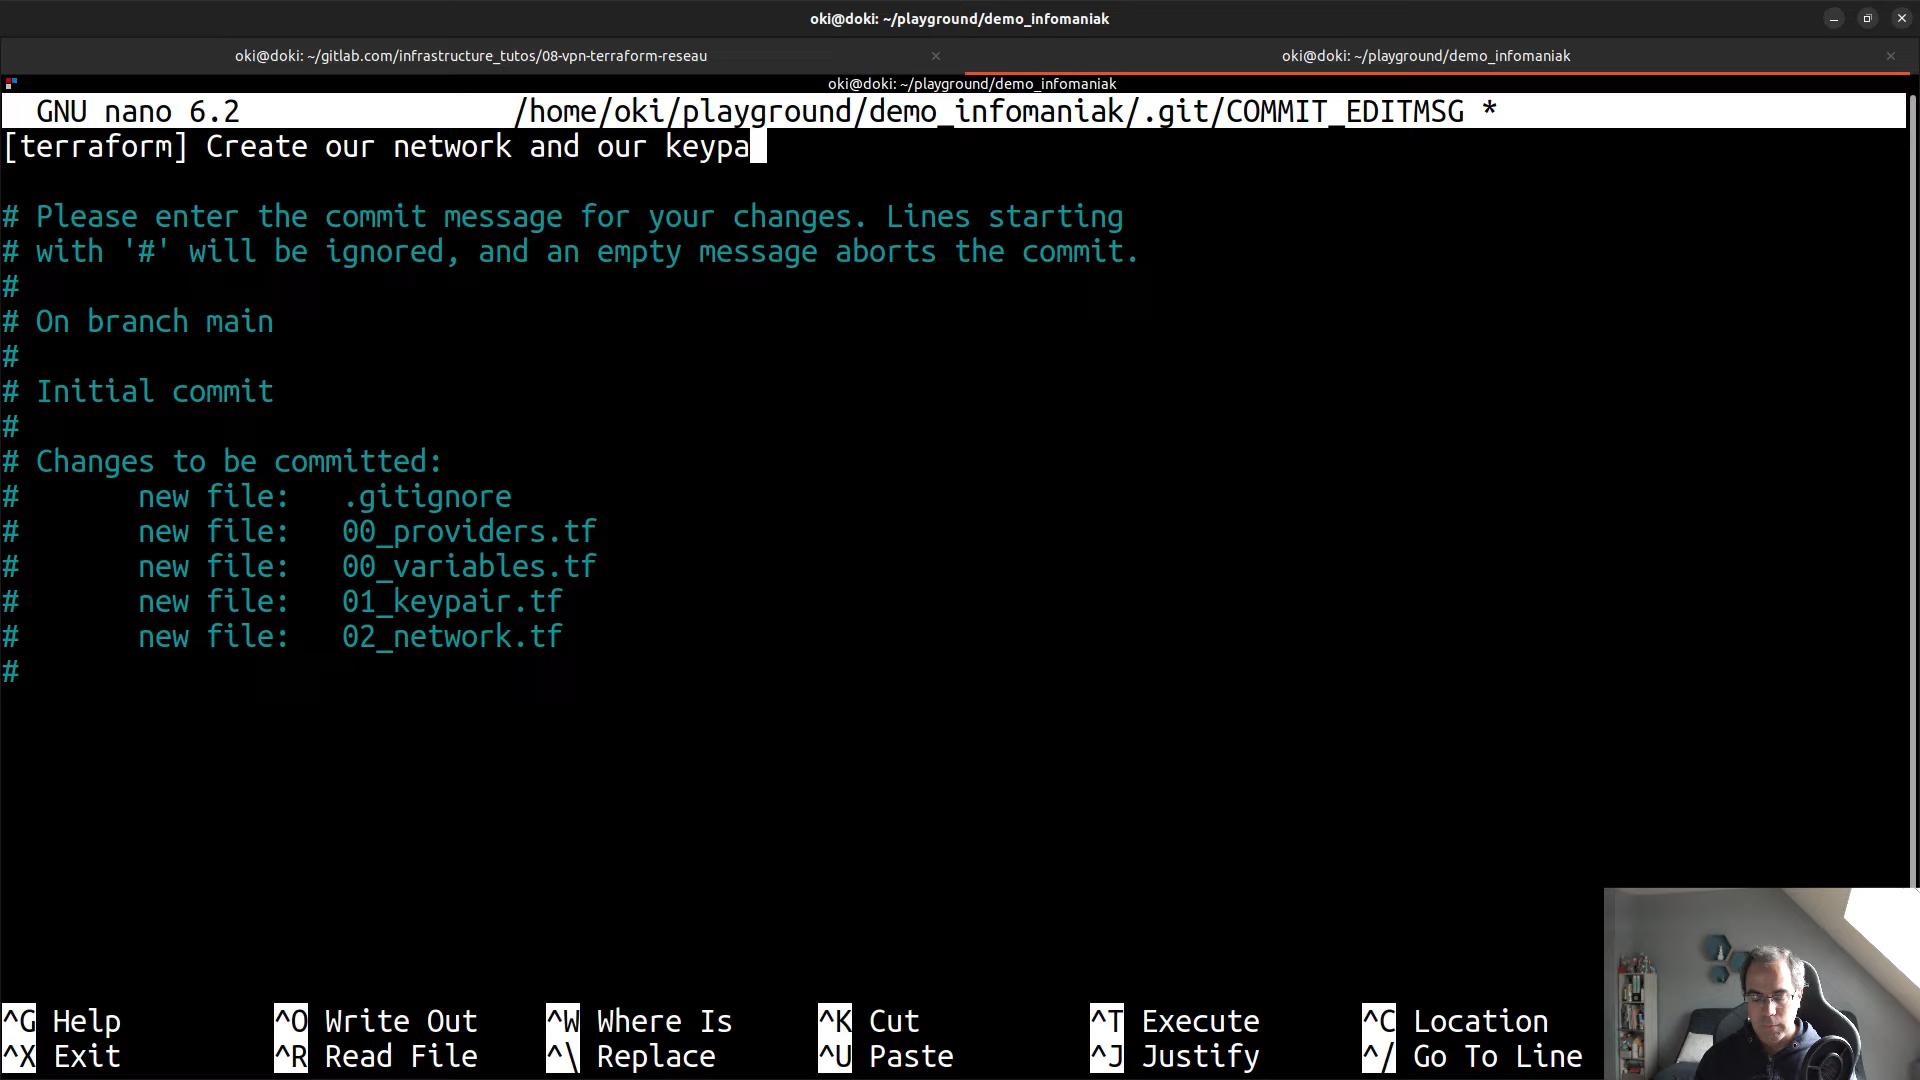 oki@doki: ~/playground/demo_infomaniak
oki@doki: ~/gitlab.com/infrastructure_tutos/08-vpn-terraform-reseau × oki@doki: ~/playground/demo_infomaniak ×
oki@doki: ~/playground/demo_infomaniak
GNU nano 6.2 /home/oki/playground/demo_infomaniak/.git/COMMIT_EDITMSG *
[terraform] Create our network and our keypa
# Please enter the commit message for your changes. Lines starting
# with '#' will be ignored, and an empty message aborts the commit.
#
# On branch main
#
# Initial commit
#
# Changes to be committed:
#       new file:   .gitignore
#       new file:   00_providers.tf
#       new file:   00_variables.tf
#       new file:   01_keypair.tf
#       new file:   02_network.tf
#
^G Help ^O Write Out ^W Where Is ^K Cut ^T Execute ^C Location
^X Exit ^R Read File ^\ Replace ^U Paste ^J Justify ^/ Go To Line